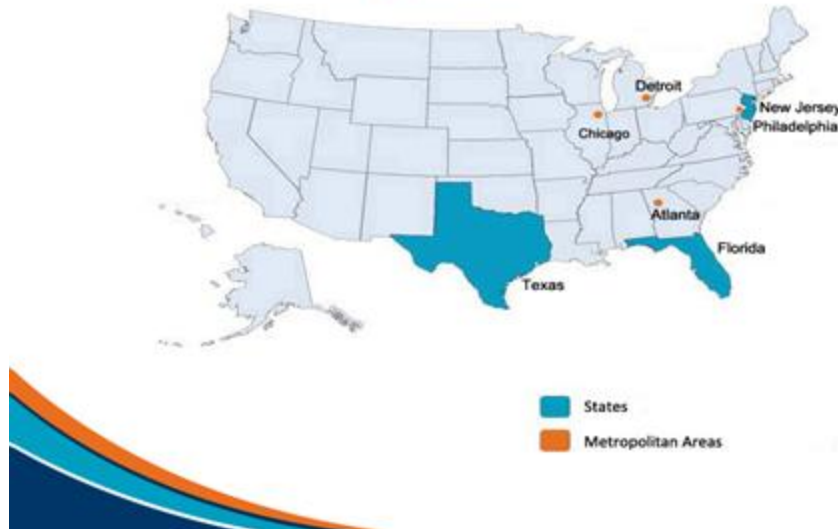 Detroit
New Jersey
Chicago
Philadelphia
Atlanta
Florida
Texas
States
Metropolitan Areas